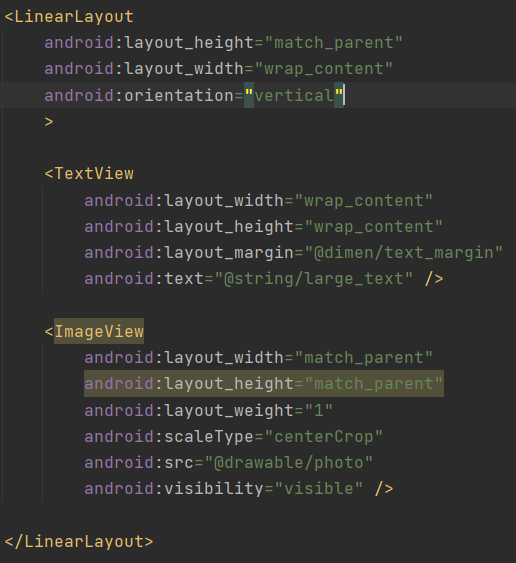 <LinearLayout
    android:layout_height="match_parent"
    android:layout_width="wrap_content"
    android:orientation="vertical"
    >

    <TextView
        android:layout_width="wrap_content"
        android:layout_height="wrap_content"
        android:layout_margin="@dimen/text_margin"
        android:text="@string/large_text" />

    <ImageView
        android:layout_width="match_parent"
        android:layout_height="match_parent"
        android:layout_weight="1"
        android:scaleType="centerCrop"
        android:src="@drawable/photo"
        android:visibility="visible" />

</LinearLayout>